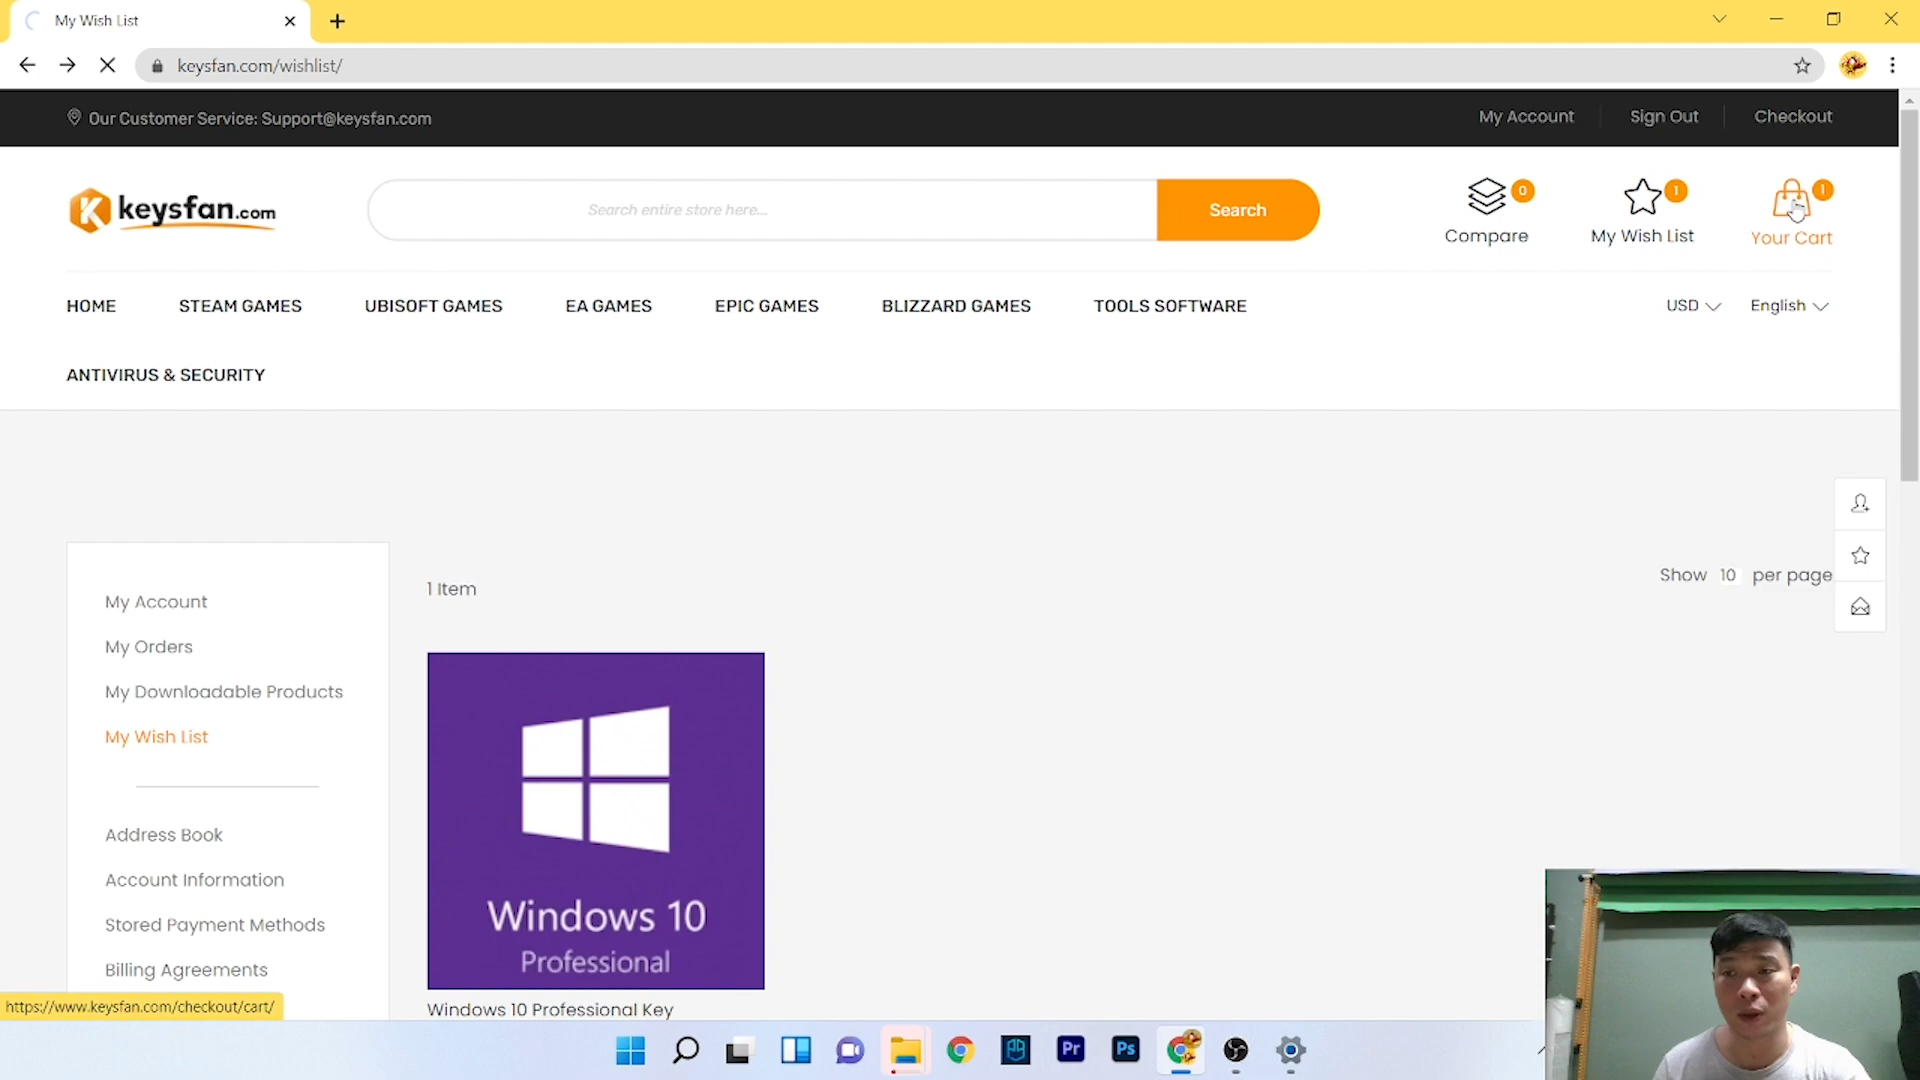 My Wish List
keysfan.com/wishlist/
Our Customer Service: Support@keysfan.com
My Account
Sign Out
Checkout
keysfan.com
Search entire store here...
Search
0
Compare
1
My Wish List
1
Your Cart
HOME
STEAM GAMES
UBISOFT GAMES
EA GAMES
EPIC GAMES
BLIZZARD GAMES
TOOLS SOFTWARE
USD
English
ANTIVIRUS & SECURITY
My Account
My Orders
My Downloadable Products
My Wish List
Address Book
Account Information
Stored Payment Methods
Billing Agreements
1 Item
Show 10 per page
Windows 10
Professional
Windows 10 Professional Key
https://www.keysfan.com/checkout/cart/
Pr
Ps